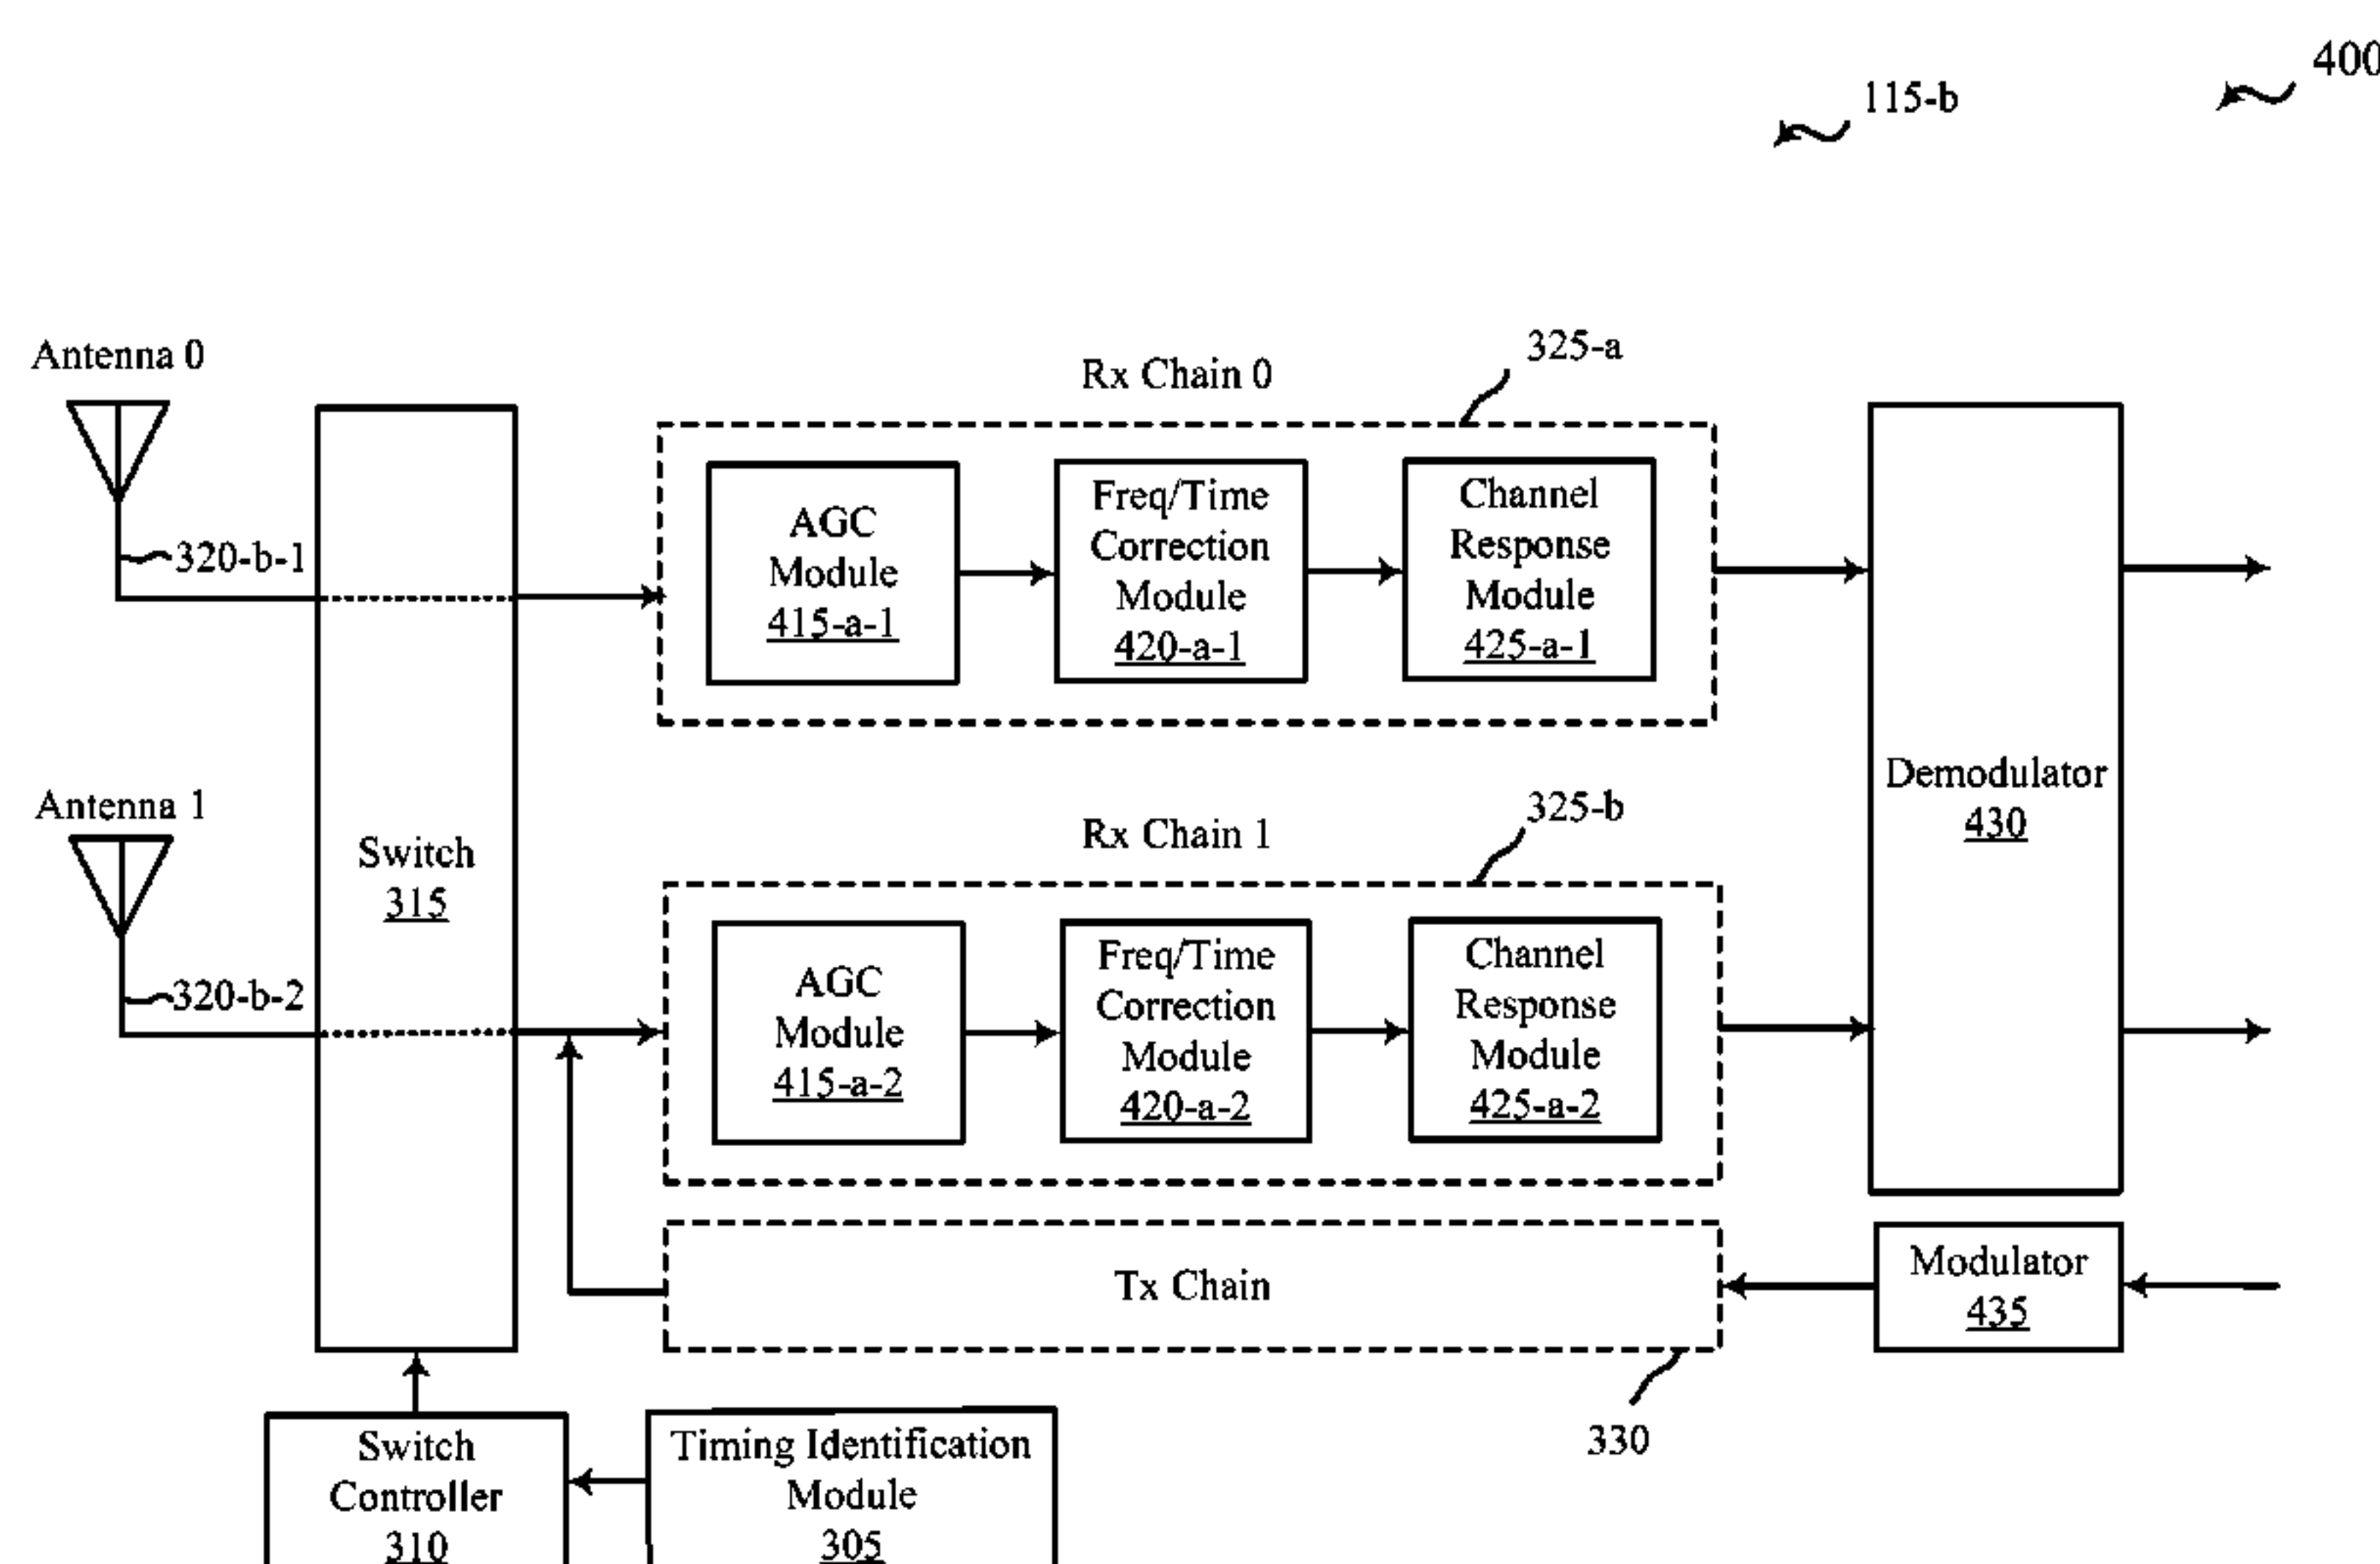 400
115-b
Antenna 0
320-b-1
Rx Chain 0
325-a
AGC
Module
415-a-1
Freq/Time
Correction
Module
420-a-1
Channel
Response
Module
425-a-1
Antenna 1
320-b-2
Switch
315
Rx Chain 1
325-b
AGC
Module
415-a-2
Freq/Time
Correction
Module
420-a-2
Channel
Response
Module
425-a-2
Demodulator
430
Tx Chain
330
Modulator
435
Switch
Controller
310
Timing Identification
Module
305